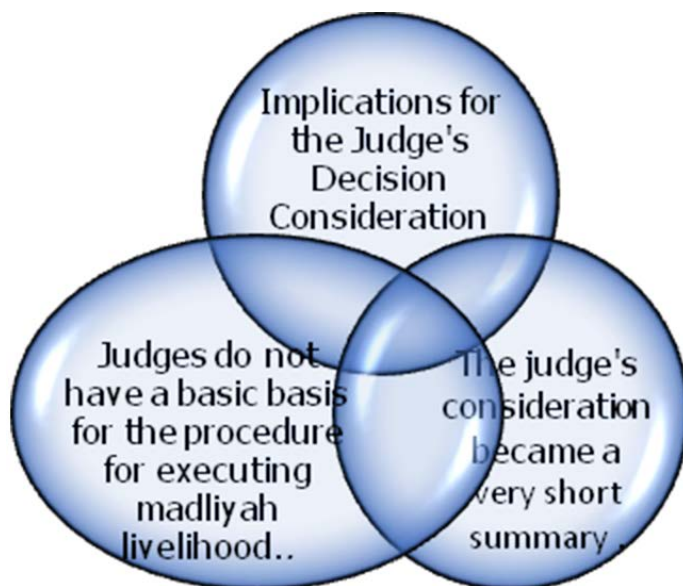 Implications for
the Judge's
Decision
Consideration
Judges do not
have a basic basis
for the procedure
for executing
madliyah
livelihood..
The judge's
consideration
became a
very short
summary .